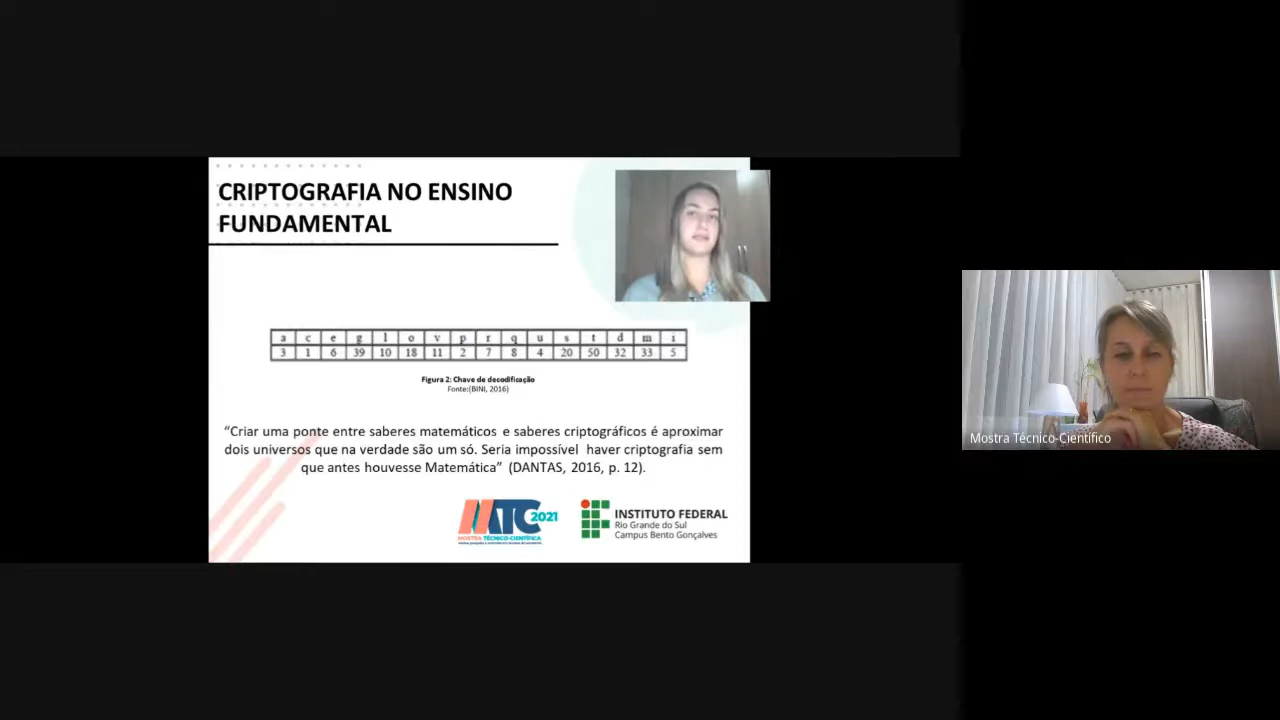 CRIPTOGRAFIA NO ENSINO
FUNDAMENTAL
a c e g l o v p r q u s t d m i
3 1 6 39 10 18 11 2 7 8 4 20 50 32 33 5
Figura 2: Chave de decodificação
Fonte:(BINI, 2016)
“Criar uma ponte entre saberes matemáticos e saberes criptográficos é aproximar
dois universos que na verdade são um só. Seria impossível haver criptografia sem
que antes houvesse Matemática” (DANTAS, 2016, p. 12).
MTC 2021
MOSTRA TÉCNICO-CIENTÍFICA
INSTITUTO FEDERAL
Rio Grande do Sul
Campus Bento Gonçalves
Mostra Técnico-Científico